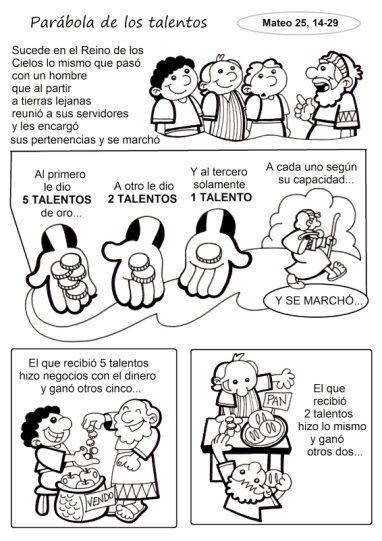 Parábola de los talentos
Mateo 25, 14-29
Sucede en el Reino de los
Cielos lo mismo que pasó
con un hombre
que al partir
a tierras lejanas
reunió a sus servidores
y les encargó
sus pertenencias y se marchó
Al primero
le dio
5 TALENTOS
de oro...
A otro le dio
2 TALENTOS
Y al tercero
solamente
1 TALENTO
A cada uno según
su capacidad...
Y SE MARCHÓ...
El que recibió 5 talentos
hizo negocios con el dinero
y ganó otros cinco...
VENDO
El que
recibió
2 talentos
hizo lo mismo
y ganó
otros dos...
PAN